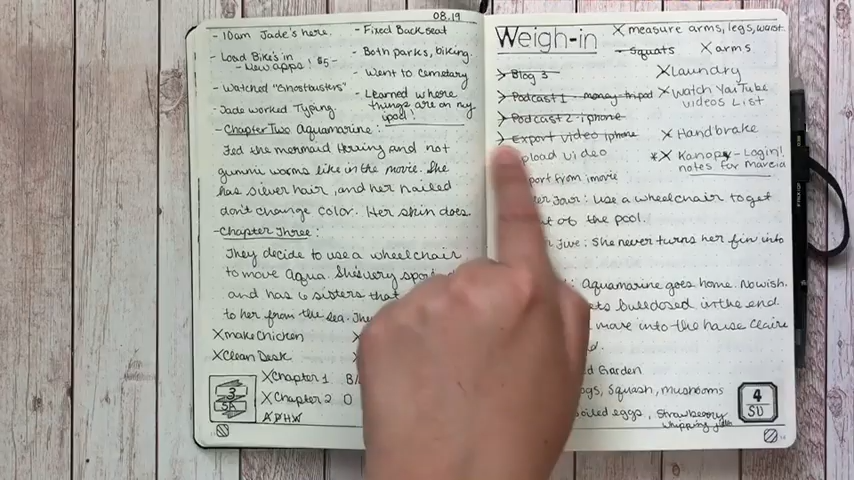 08.19
- 10am Jade's here.
- Load Bike's in
- New apps! $5 -
- Watched "Ghostbusters"
Jade worked Typing
- Fixed Back seat
- Both parks, biking.
- Went to Cemetary
- Learned where
things are on my
ipod!
- Chapter Two Aquamarine:
Fed the mermaid Herring and not
gummi worms like in the movie. She
has silver hair, and her nailed
don't change color. Her skin does.
- Chapter Three:
They decide to use a wheelchair
to move Aqua. She's very
and has 6 sisters that
to her from the sea.
X make Chicken
X Clean Desk
X Chapter 1
X Chapter 2
3
SA
Weigh-in
X measure arms, legs, waist.
- Squats
X arms
> Blog 3
> Podcast 1 - money tripod
> Podcast 2 iphone
> Export video iphone
upload video
port from imovie
X Laundry
X Watch YouTube
videos List
X Handbrake
*X Kanopy - Login!
notes for mareid
Four: Use a wheelchair to get
of the pool.
Five: She never turns her fin into
: Aquamarine goes home. No wish.
bulldozed in the end.
move into the house Claire
Garden
Squash, mushrooms
boiled eggs, Strawberry
whipping
4
SU